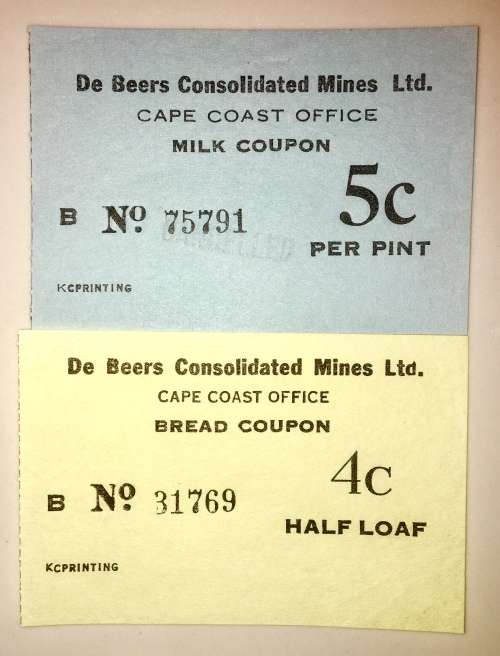 De Beers Consolidated Mines Ltd.
CAPE COAST OFFICE
MILK COUPON
B No 75791
5c
PER PINT
KCPRINTING
De Beers Consolidated Mines Ltd.
CAPE COAST OFFICE
BREAD COUPON
B No 31769
4c
HALF LOAF
KCPRINTING